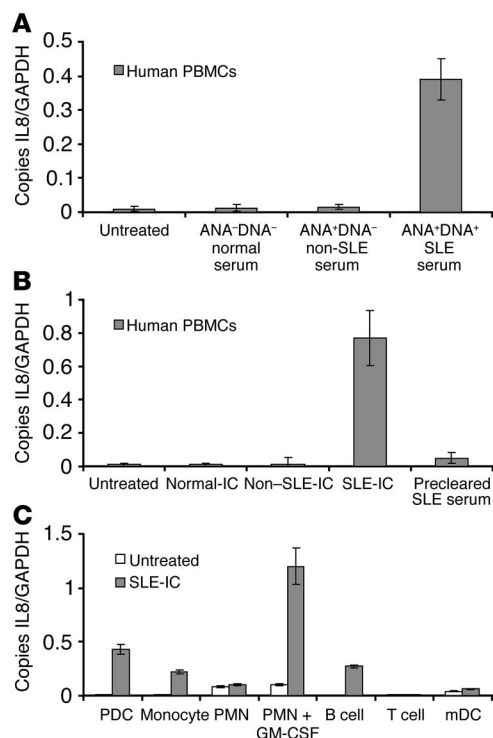 A
Copies IL8/GAPDH
0.5
0.4
0.3
0.2
0.1
0
Human PBMCs
Untreated
ANA⁻DNA⁻
normal
serum
ANA⁺DNA⁻
non-SLE
serum
ANA⁺DNA⁺
SLE
serum
B
Copies IL8/GAPDH
1
0.8
0.6
0.4
0.2
0
Human PBMCs
Untreated
Normal-IC
Non–SLE-IC
SLE-IC
Precleared
SLE serum
C
Copies IL8/GAPDH
1.5
1
0.5
0
Untreated
SLE-IC
PDC
Monocyte
PMN
PMN +
GM-CSF
B cell
T cell
mDC